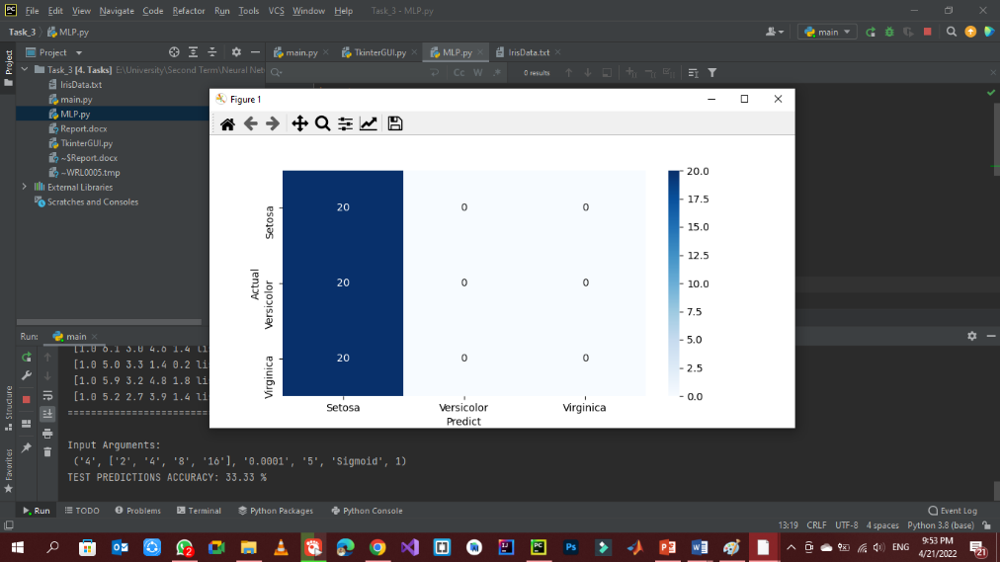 PC File Edit View Navigate Code Refactor Run Tools VCS Window Help Task_3 - MLP.py
Task_3 MLP.py main
Project main.py TkinterGUI.py MLP.py IrisData.txt
Project
Task_3 [4. Tasks] E:\University\Second Term\Neural Net
Cc W .* 0 results
IrisData.txt
main.py
MLP.py
Report.docx
TkinterGUI.py
~$Report.docx
~WRL0005.tmp
External Libraries
Scratches and Consoles
Figure 1
20 0 0
20 0 0
20 0 0
Setosa
Versicolor
Virginica
Actual
Setosa Versicolor Virginica
Predict
20.0
17.5
15.0
12.5
10.0
7.5
5.0
2.5
0.0
Run: main
[1.0 6.1 3.0 4.6 1.4 li
[1.0 5.0 3.3 1.4 0.2 li
[1.0 5.9 3.2 4.8 1.8 li
[1.0 5.2 2.7 3.9 1.4 li
========================
Input Arguments:
('4', ['2', '4', '8', '16'], '0.0001', '5', 'Sigmoid', 1)
TEST PREDICTIONS ACCURACY: 33.33 %
Structure
Favorites
Run TODO Problems Terminal Python Packages Python Console Event Log
13:19 CRLF UTF-8 4 spaces Python 3.8 (base)
2 PC Ps ENG 9:53 PM
4/21/2022 21